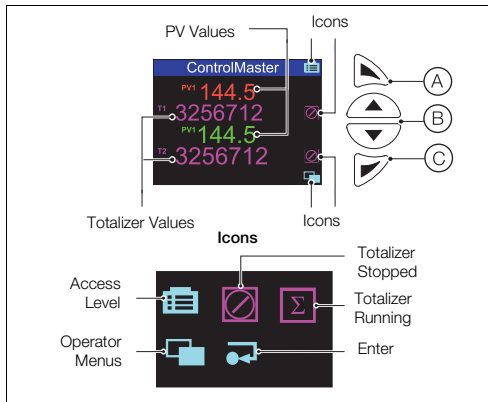 PV Values
Icons
ControlMaster
PV1 144.5
T1 3256712
PV1 144.5
T2 3256712
A
B
C
Totalizer Values
Icons
Icons
Access
Level
Totalizer
Stopped
Σ
Totalizer
Running
Operator
Menus
Enter